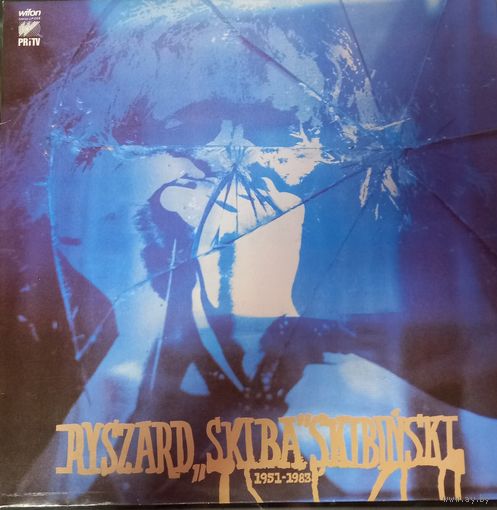 wifon
PRiTV
RYSZARD „SKIBA” SKIBIŃSKI
1951-1983